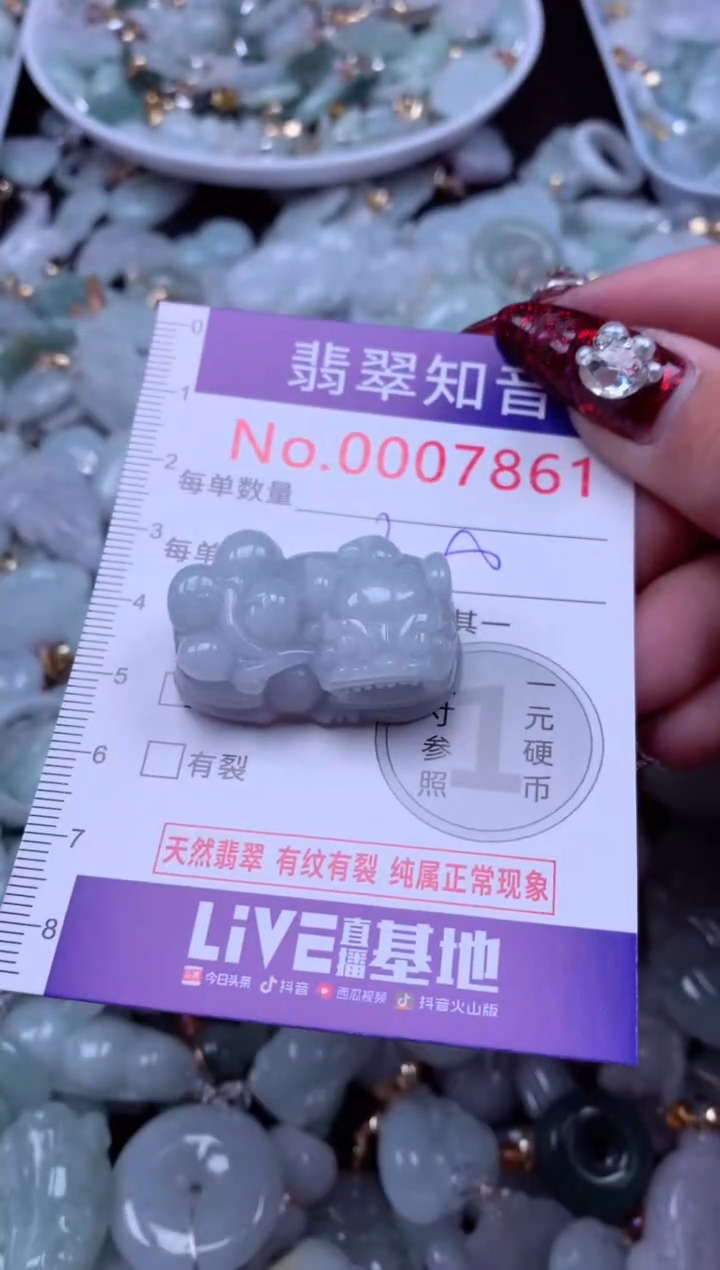 翡翠知音
No.0007861
每单数量
每单
其一
寸参照
一元硬币
1
有裂
天然翡翠 有纹有裂 纯属正常现象
LiVE直播基地
今日头条 抖音 西瓜视频 抖音火山版
0
1
2
3
4
5
6
7
8